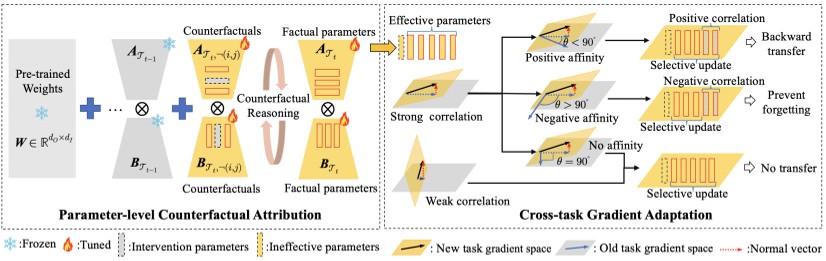 Pre-trained
Weights
W ∈ ℝ^{d_O×d_I}
A_{𝒯_{t−1}}
...
B_{𝒯_{t−1}}
Counterfactuals
A_{𝒯_t,¬(i,j)}
B_{𝒯_t,¬(i,j)}
Counterfactuals
Counterfactual
Reasoning
Factual parameters
A_{𝒯_t}
B_{𝒯_t}
Factual parameters
Parameter-level Counterfactual Attribution
Effective parameters
Strong correlation
Weak correlation
θ < 90°
Positive affinity
θ > 90°
Negative affinity
No affinity
θ = 90°
Positive correlation
Selective update
Backward
transfer
Negative correlation
Selective update
Prevent
forgetting
Selective update
No transfer
Cross-task Gradient Adaptation
:Frozen
:Tuned
:Intervention parameters
:Ineffective parameters
: New task gradient space
: Old task gradient space
:Normal vector